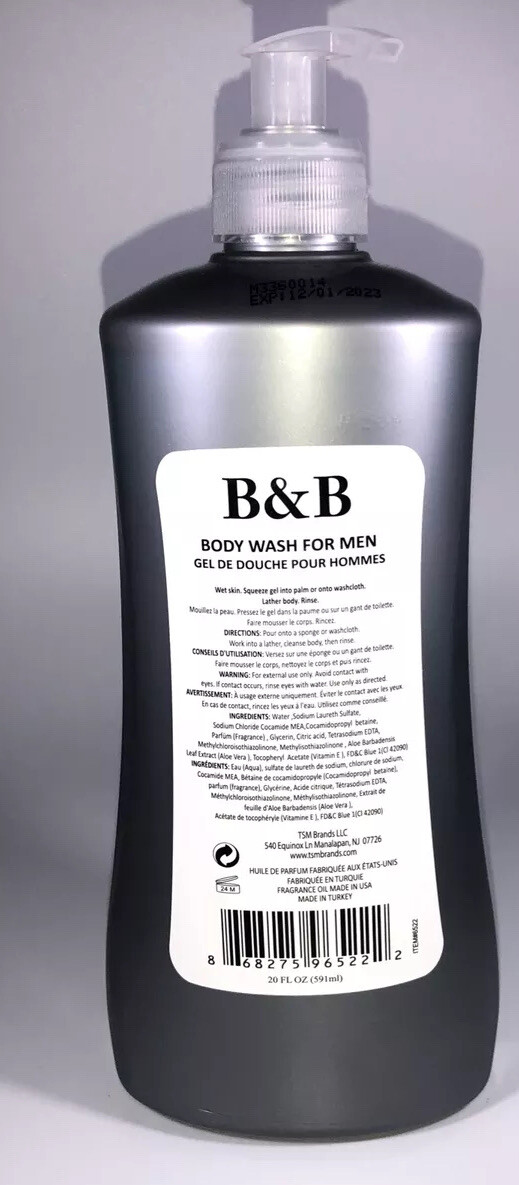 M3360014
EXP:12/01/2023
B&B
BODY WASH FOR MEN
GEL DE DOUCHE POUR HOMMES
Wet skin. Squeeze gel into palm or onto washcloth.
Lather body. Rinse.
Mouillez la peau. Pressez le gel dans la paume ou sur un gant de toilette.
Faire mousser le corps. Rincez.
DIRECTIONS: Pour onto a sponge or washcloth.
Work into a lather, cleanse body, then rinse.
CONSEILS D'UTILISATION: Versez sur une éponge ou un gant de toilette.
Faire mousser le corps, nettoyez le corps et puis rincez.
WARNING: For external use only. Avoid contact with
eyes. If contact occurs, rinse eyes with water. Use only as directed.
AVERTISSEMENT: À usage externe uniquement. Éviter le contact avec les yeux.
En cas de contact, rincez les yeux à l'eau. Utilisez comme conseillé.
INGREDIENTS: Water ,Sodium Laureth Sulfate,
Sodium Chloride Cocamide MEA,Cocamidopropyl betaine,
Parfüm (Fragrance) , Glycerin, Citric acid, Tetrasodium EDTA,
Methylchloroisothiazolinone, Methylisothiazolinone , Aloe Barbadensis
Leaf Extract (Aloe Vera ), Tocopheryl Acetate (Vitamin E ), FD&C Blue 1(CI 42090)
INGRÉDIENTS: Eau (Aqua), sulfate de laureth de sodium, chlorure de sodium,
Cocamide MEA, Bétaine de cocamidopropyle (Cocamidopropyl betaine),
parfum (fragrance), Glycérine, Acide citrique, Tétrasodium EDTA,
Méthylchloroisothiazolinone, Méthylisothiazolinone, Extrait de
feuille d'Aloe Barbadensis (Aloe Vera ),
Acétate de tocophéryle (Vitamine E ), FD&C Blue 1(CI 42090)
TSM Brands LLC
540 Equinox Ln Manalapan, NJ 07726
www.tsmbrands.com
HUILE DE PARFUM FABRIQUÉE AUX ÉTATS-UNIS
FABRIQUÉE EN TURQUIE
FRAGRANCE OIL MADE IN USA
MADE IN TURKEY
24 M
ITEM#6522
8 68275 96522 2
20 FL OZ (591ml)